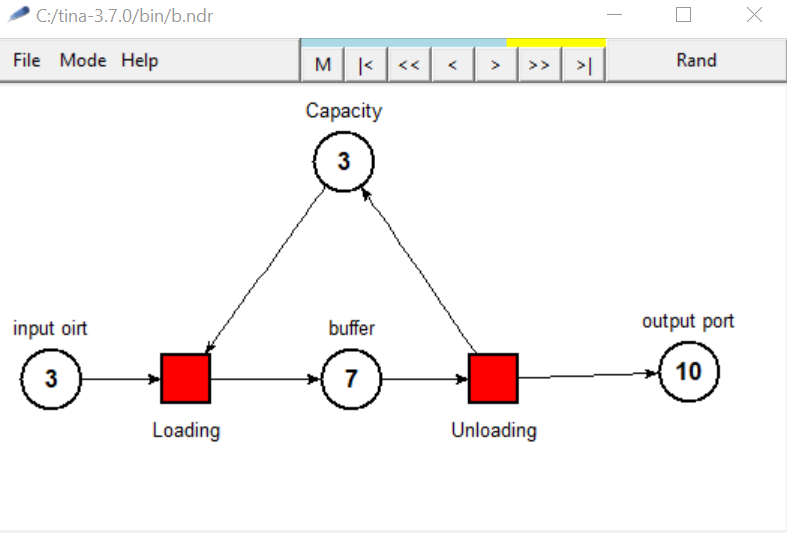 C:/tina-3.7.0/bin/b.ndr
File Mode Help M |< << < > >> >| Rand
Capacity
3
input oirt buffer output port
3 7 10
Loading Unloading